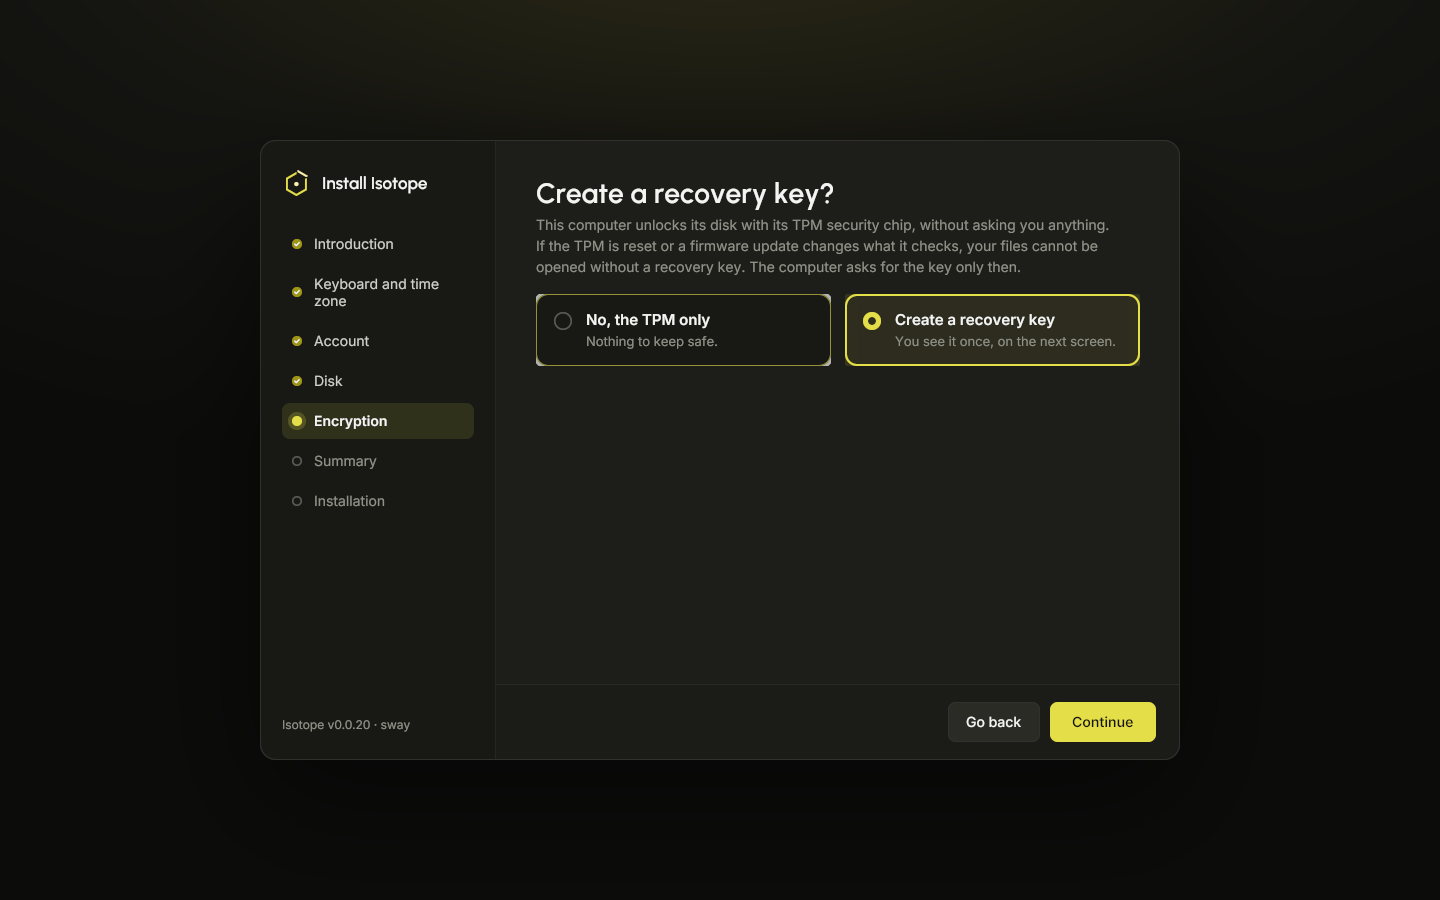 Install Isotope
Introduction
Keyboard and time
zone
Account
Disk
Encryption
Summary
Installation
Isotope v0.0.20 · sway
Create a recovery key?
This computer unlocks its disk with its TPM security chip, without asking you anything.
If the TPM is reset or a firmware update changes what it checks, your files cannot be
opened without a recovery key. The computer asks for the key only then.
No, the TPM only
Nothing to keep safe.
Create a recovery key
You see it once, on the next screen.
Go back
Continue